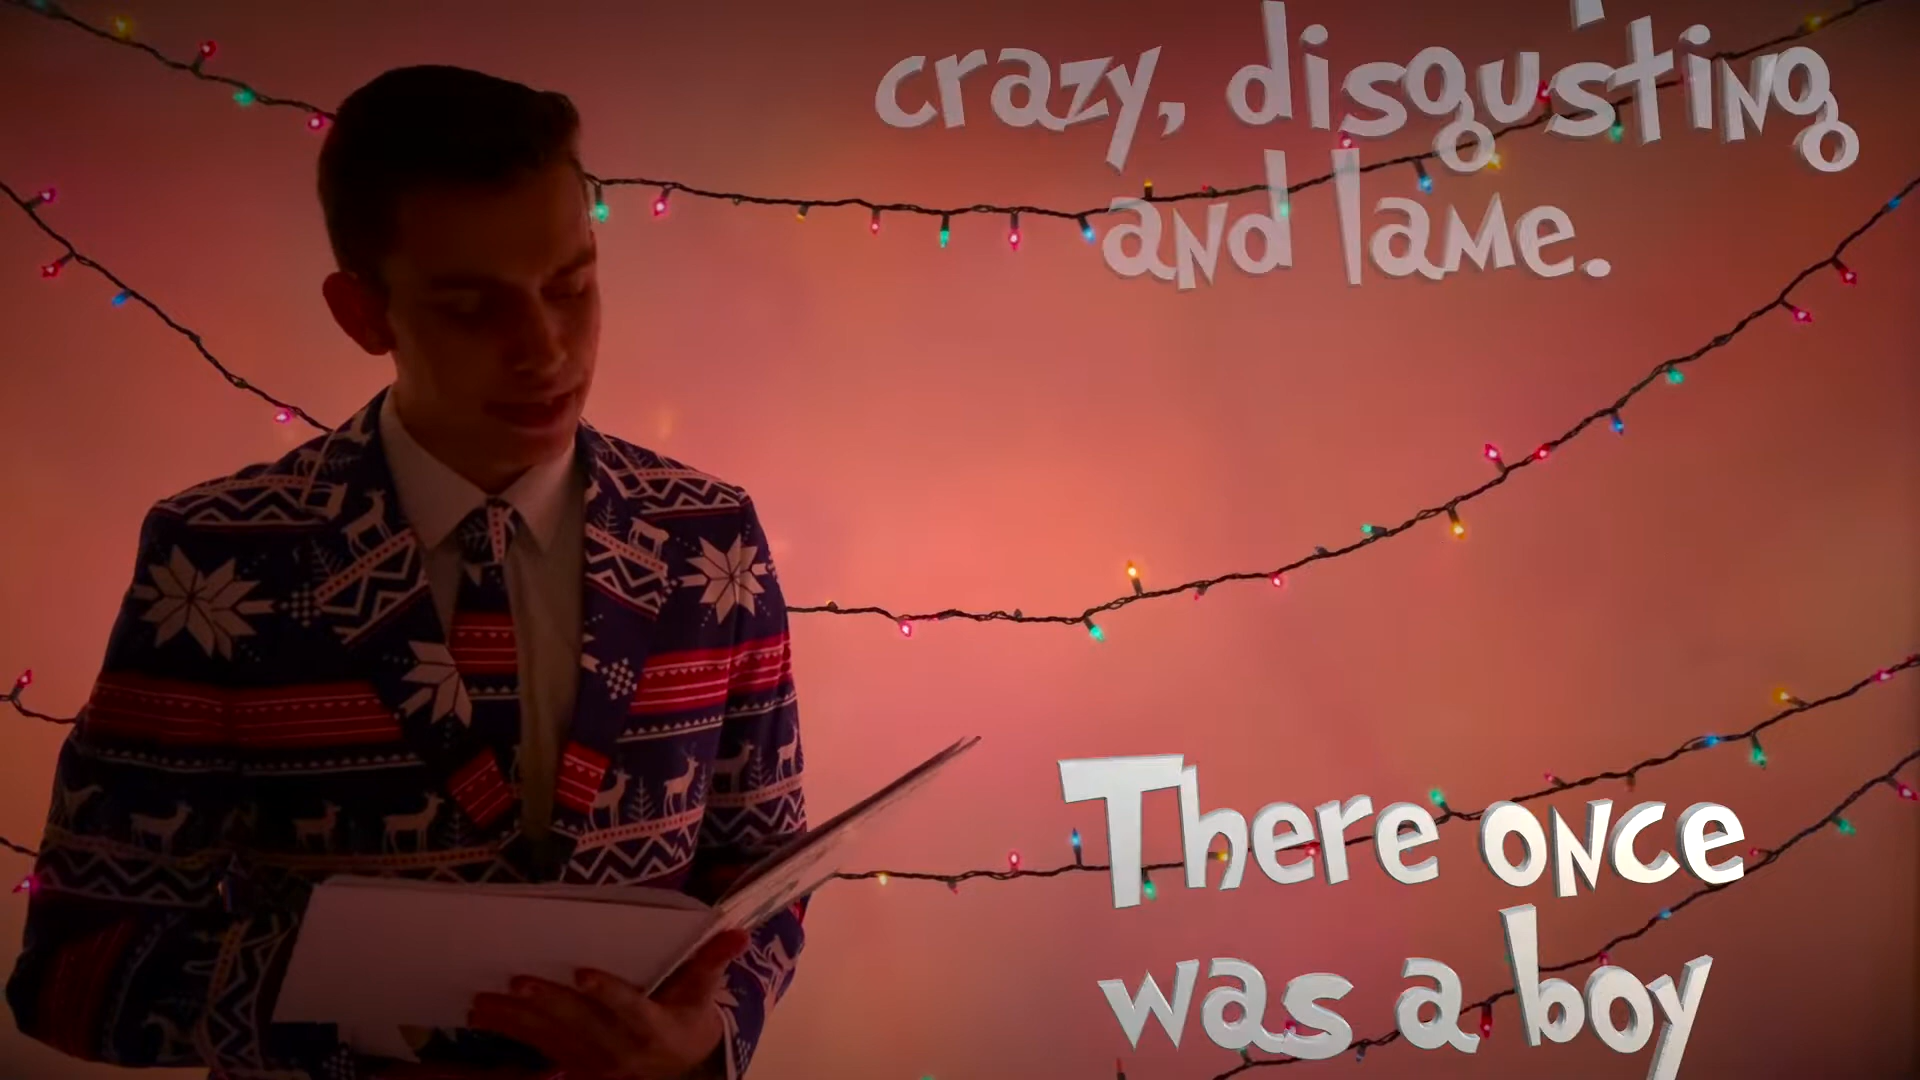 crazy, disgusting
and lame.
There once
was a boy